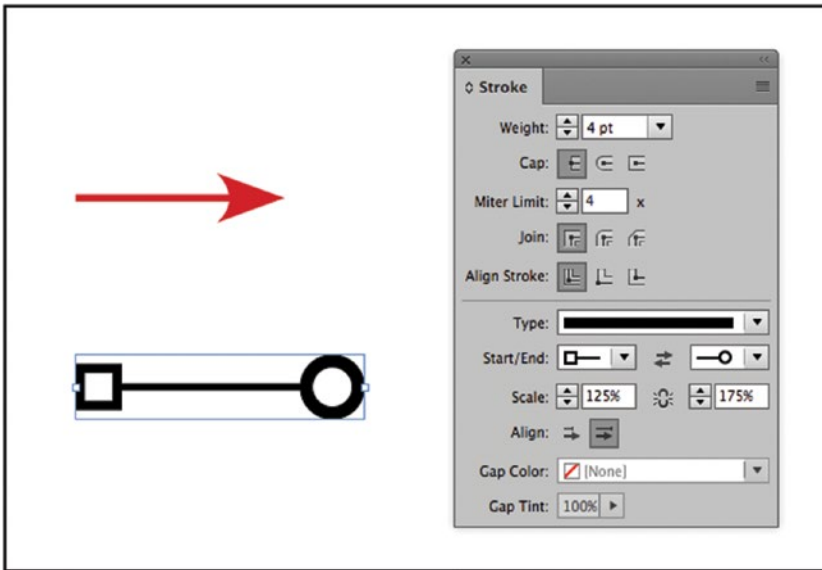 Stroke
Weight: 4 pt
Cap:
Miter Limit: 4 x
Join:
Align Stroke:
Type:
Start/End:
Scale: 125% 175%
Align:
Gap Color: [None]
Gap Tint: 100%